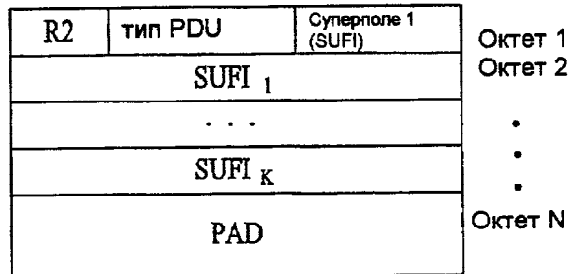 R2 тип PDU Суперполе 1 Октет 1
(SUFI)
SUFI 1 Октет 2
. . .
SUFI K
PAD Октет N